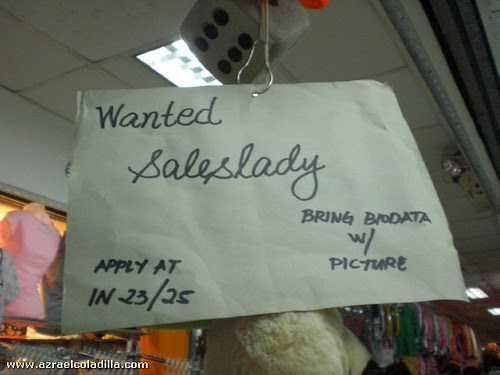 Wanted
Saleslady
BRING BIODATA
W/
PICTURE
APPLY AT
IN 23/25
www.azraelcoladilla.com